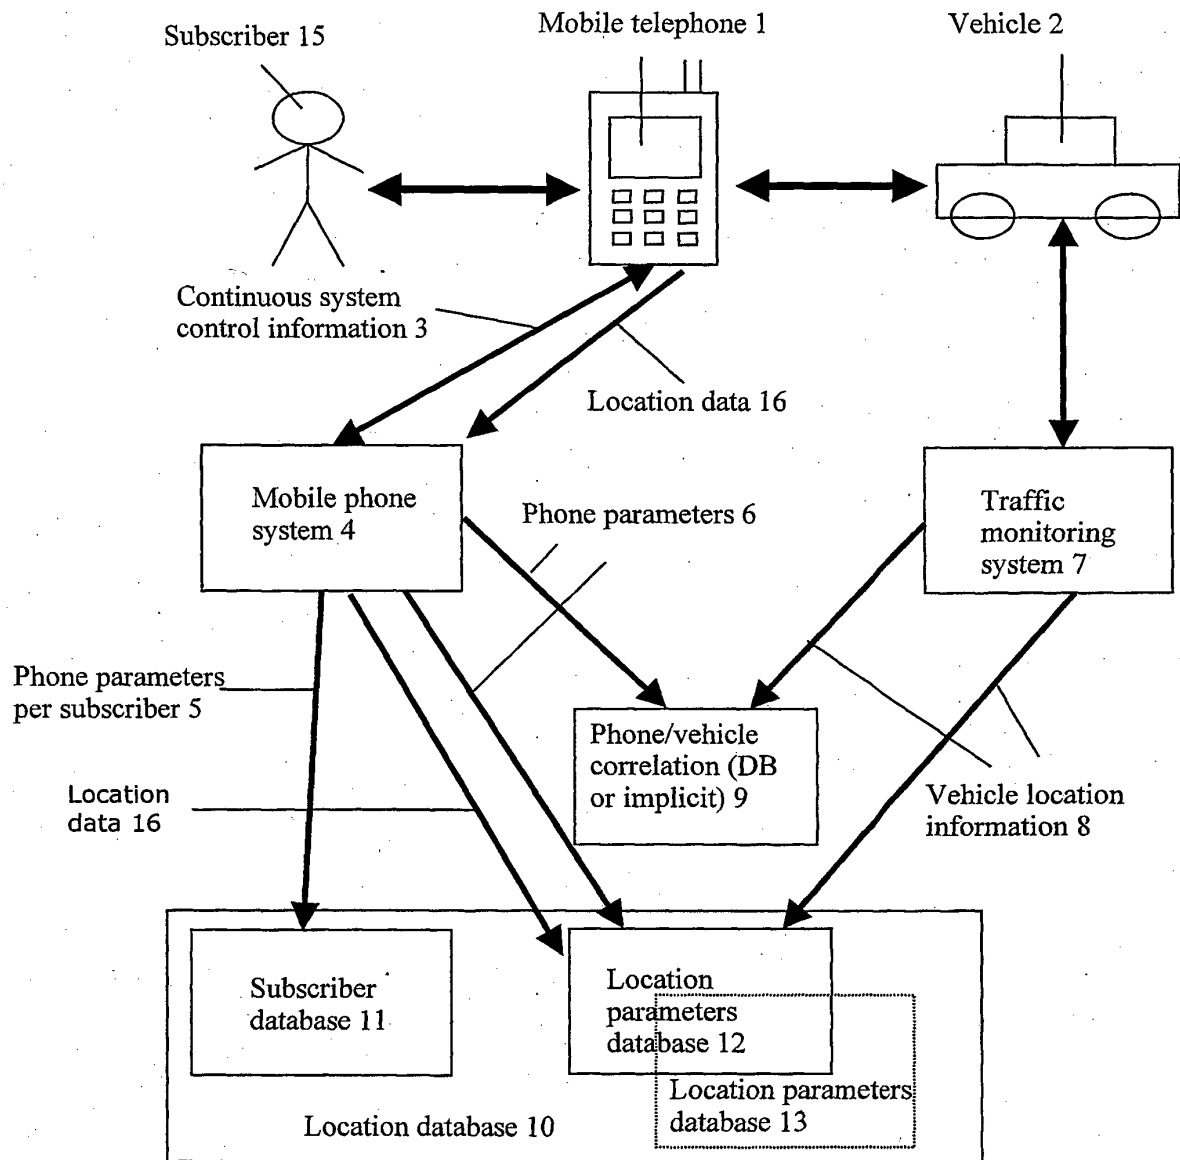 Subscriber 15
Mobile telephone 1
Vehicle 2
Continuous system
control information 3
Location data 16
Mobile phone
system 4
Phone parameters 6
Traffic
monitoring
system 7
Phone parameters
per subscriber 5
Phone/vehicle
correlation (DB
or implicit) 9
Location
data 16
Vehicle location
information 8
Subscriber
database 11
Location
parameters
database 12
Location parameters
database 13
Location database 10